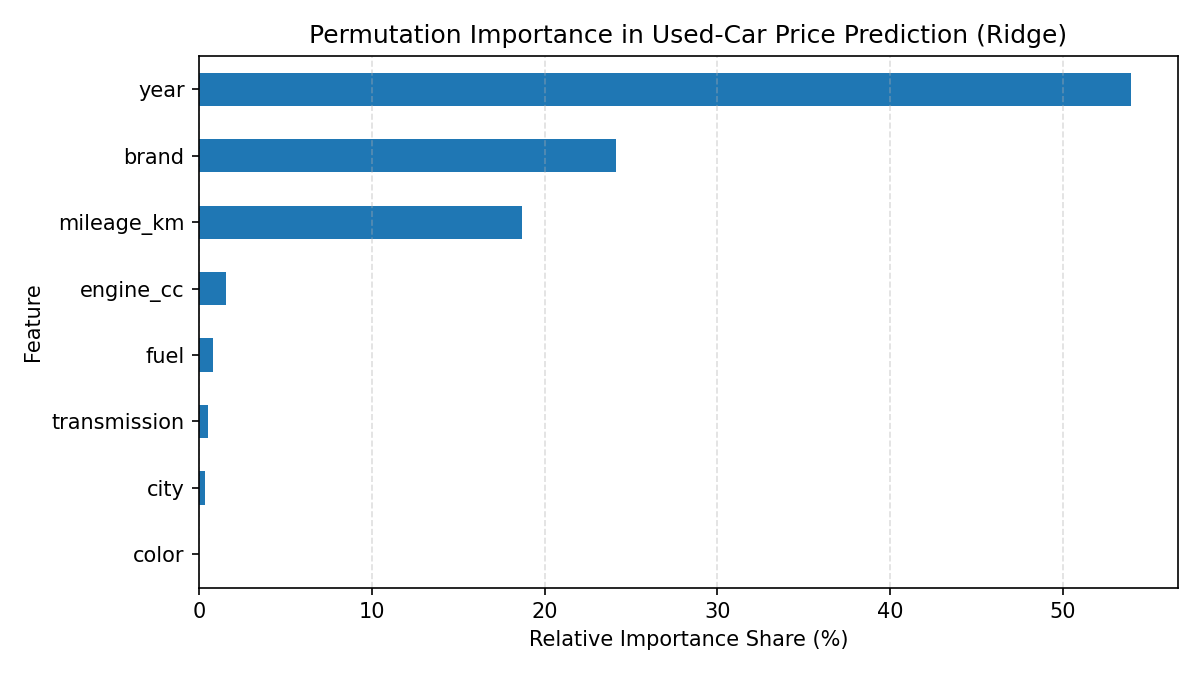 Permutation Importance in Used-Car Price Prediction (Ridge)
year
brand
mileage_km
engine_cc
fuel
transmission
city
color
Feature
0 10 20 30 40 50
Relative Importance Share (%)